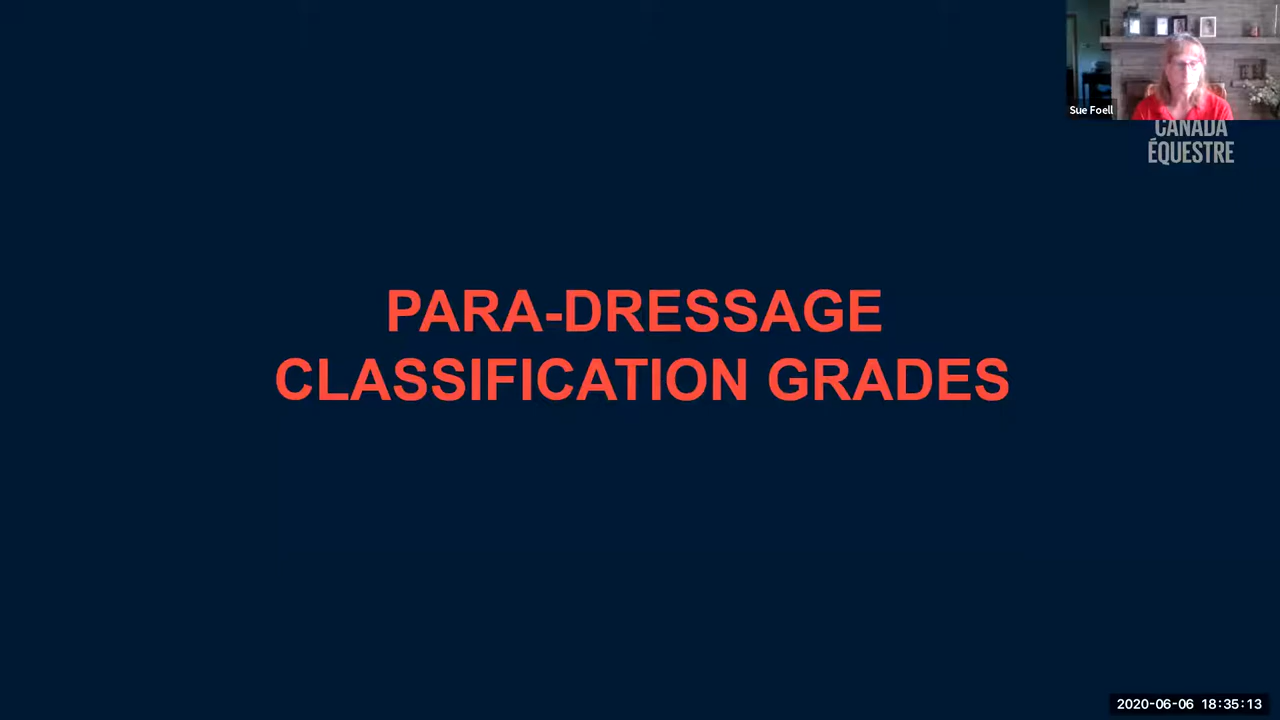 Sue Foell
CANADA
ÉQUESTRE
PARA-DRESSAGE
CLASSIFICATION GRADES
2020-06-06 18:35:13